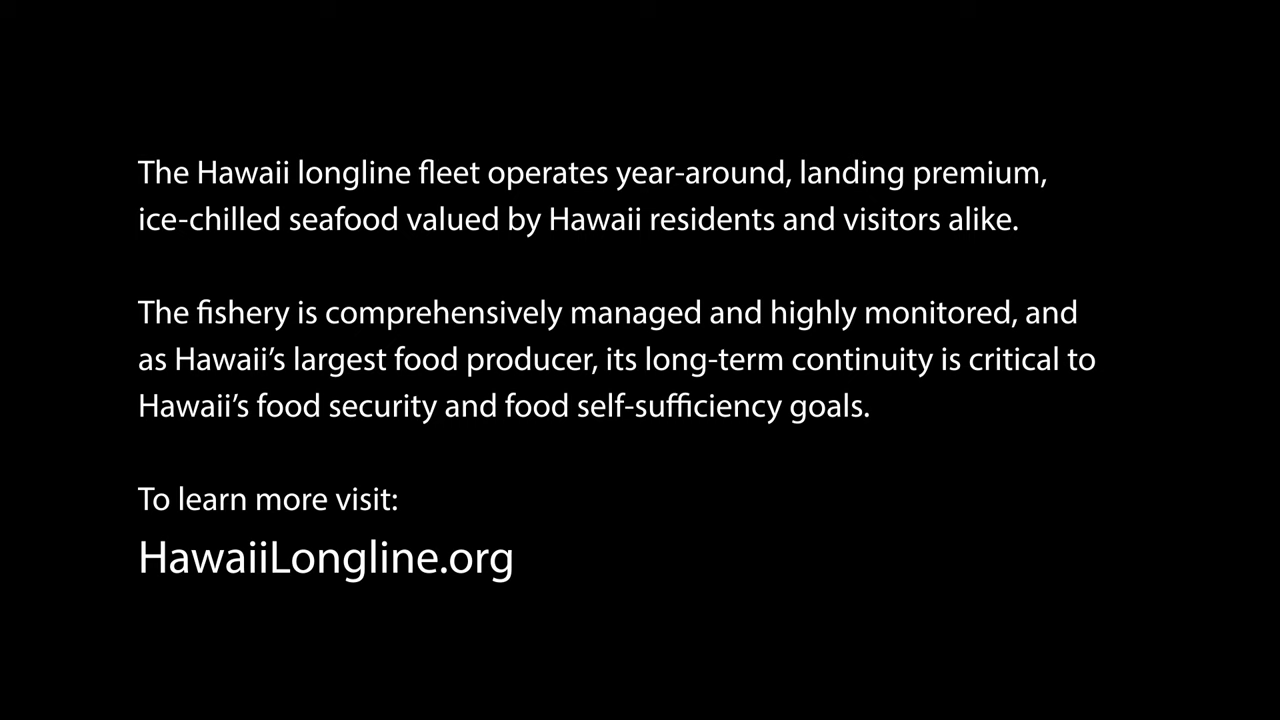 The Hawaii longline fleet operates year-around, landing premium,
ice-chilled seafood valued by Hawaii residents and visitors alike.
The fishery is comprehensively managed and highly monitored, and
as Hawaii’s largest food producer, its long-term continuity is critical to
Hawaii’s food security and food self-sufficiency goals.
To learn more visit:
HawaiiLongline.org